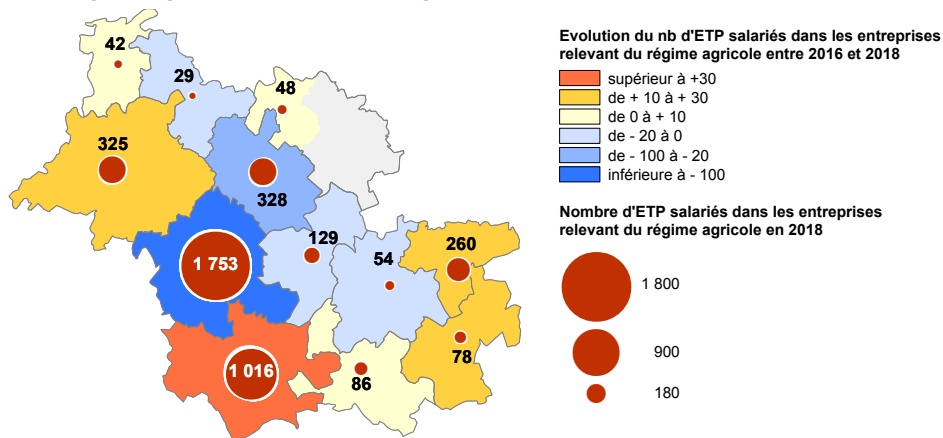 42
29
48
325
328
129
54
260
1 753
78
86
1 016
Evolution du nb d'ETP salariés dans les entreprises
relevant du régime agricole entre 2016 et 2018
supérieur à +30
de + 10 à + 30
de 0 à + 10
de - 20 à 0
de - 100 à - 20
inférieure à - 100
Nombre d'ETP salariés dans les entreprises
relevant du régime agricole en 2018
1 800
900
180